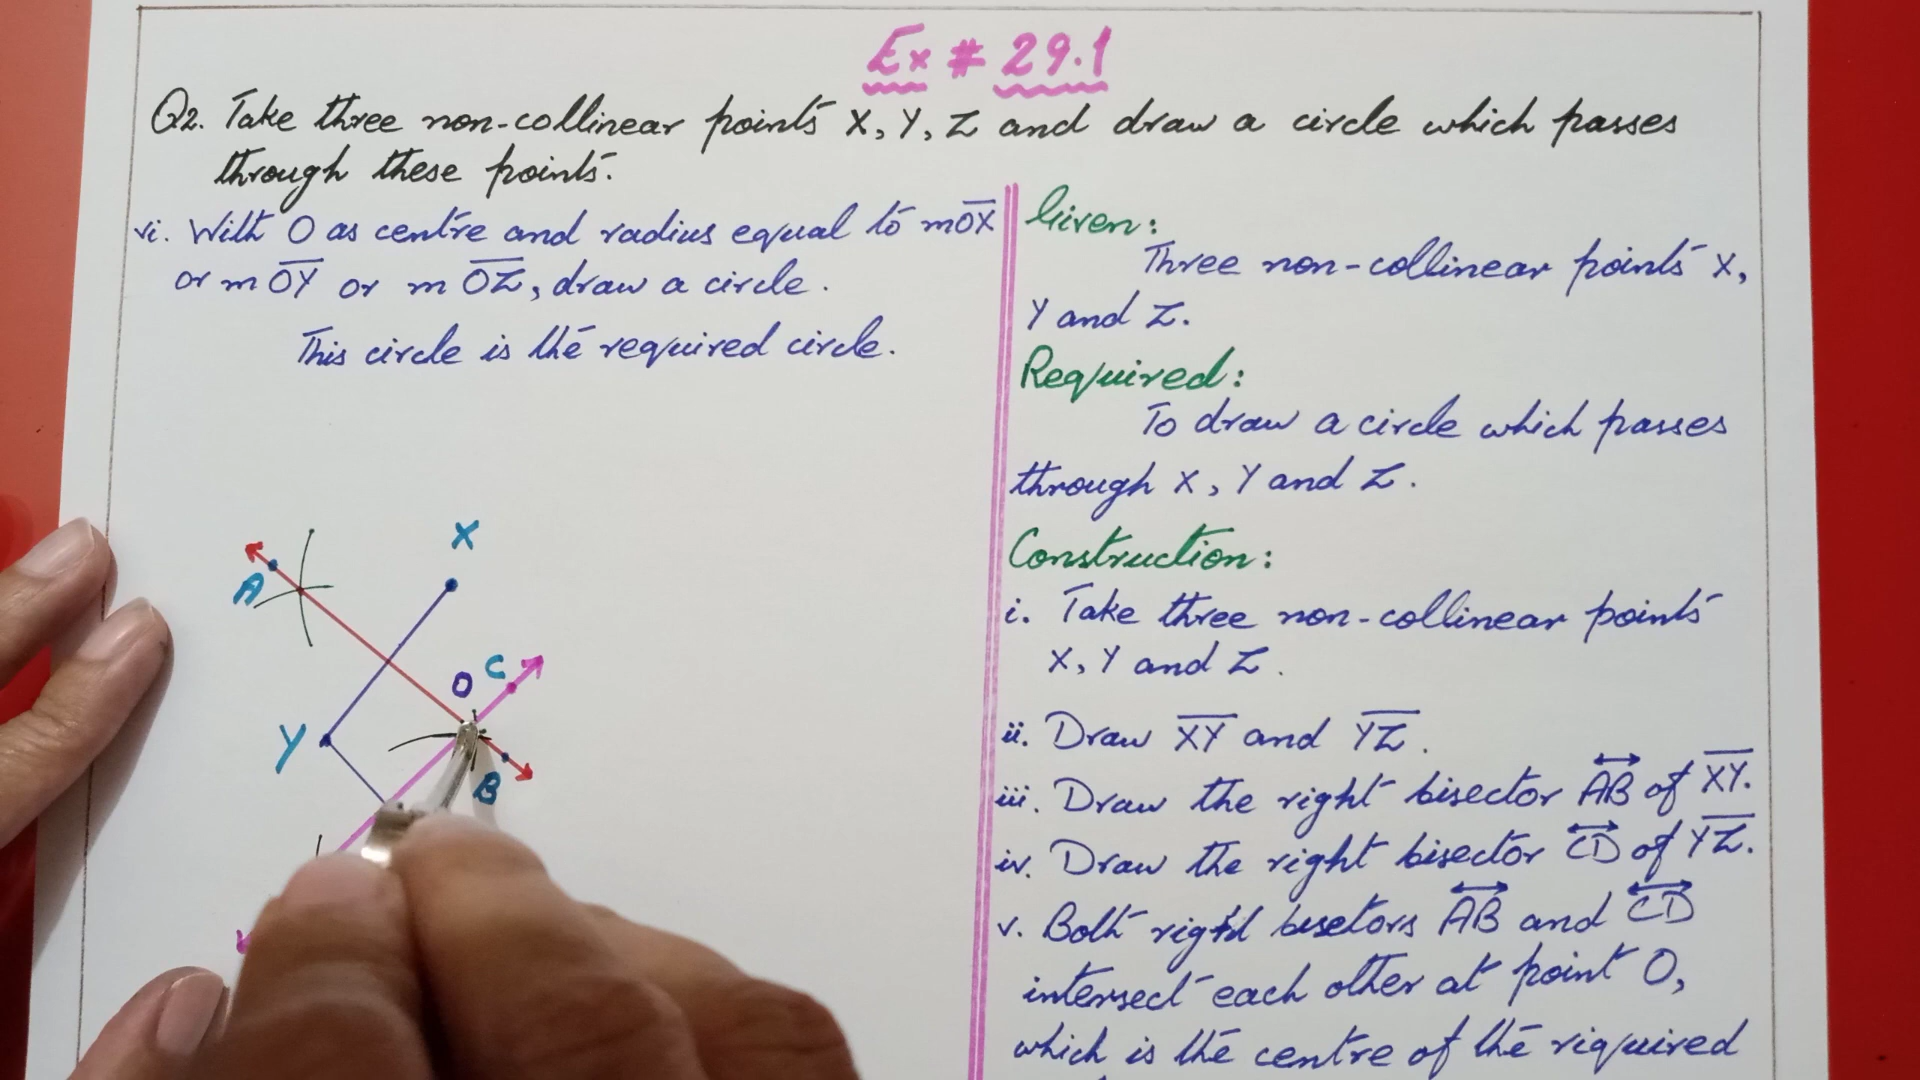 Ex # 29.1
Q2. Take three non-collinear points X, Y, Z and draw a circle which passes
through these points.
vi. With O as centre and radius equal to mOX
or mOY or mOZ, draw a circle.
This circle is the required circle.
Given:
Three non-collinear points X,
Y and Z.
Required:
To draw a circle which passes
through X, Y and Z.
Construction:
i. Take three non-collinear points
X, Y and Z.
ii. Draw XY and YZ.
iii. Draw the right bisector AB of XY.
iv. Draw the right bisector CD of YZ.
v. Both right bisectors AB and CD
intersect each other at point O,
which is the centre of the riquired
X
A
O C
Y
B